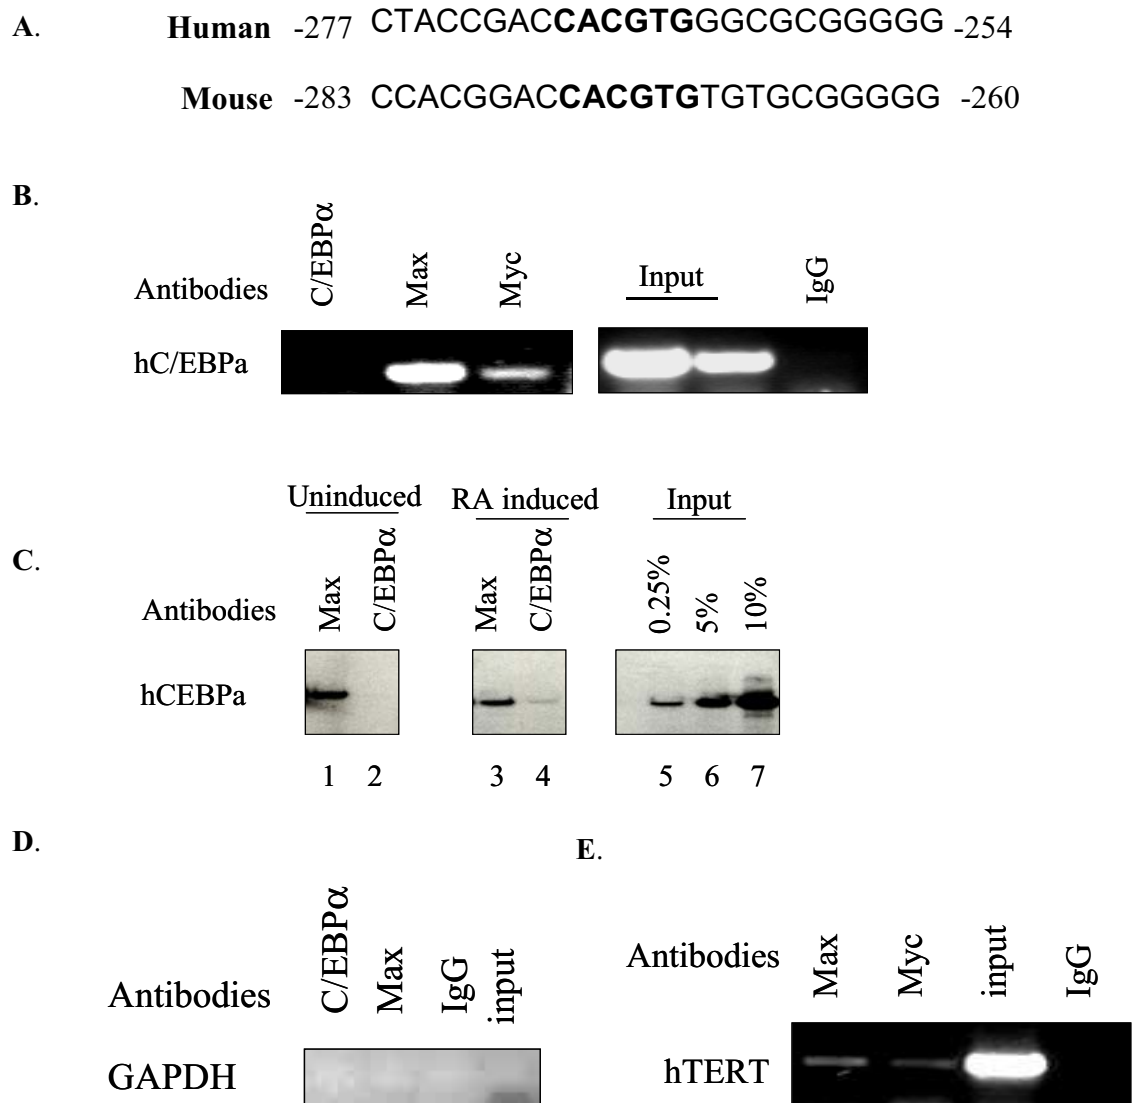 A.
Human -277 CTACCGACCACGTGGGCGCGGGGG -254
Mouse -283 CCACGGACCACGTGTGTGCGGGGG -260
B.
Antibodies C/EBPα Max Myc Input IgG
hC/EBPa
Uninduced RA induced Input
C.
Antibodies Max C/EBPα Max C/EBPα 0.25% 5% 10%
hCEBPa
1 2 3 4 5 6 7
D.
Antibodies C/EBPα Max IgG input
GAPDH
E.
Antibodies Max Myc input IgG
hTERT